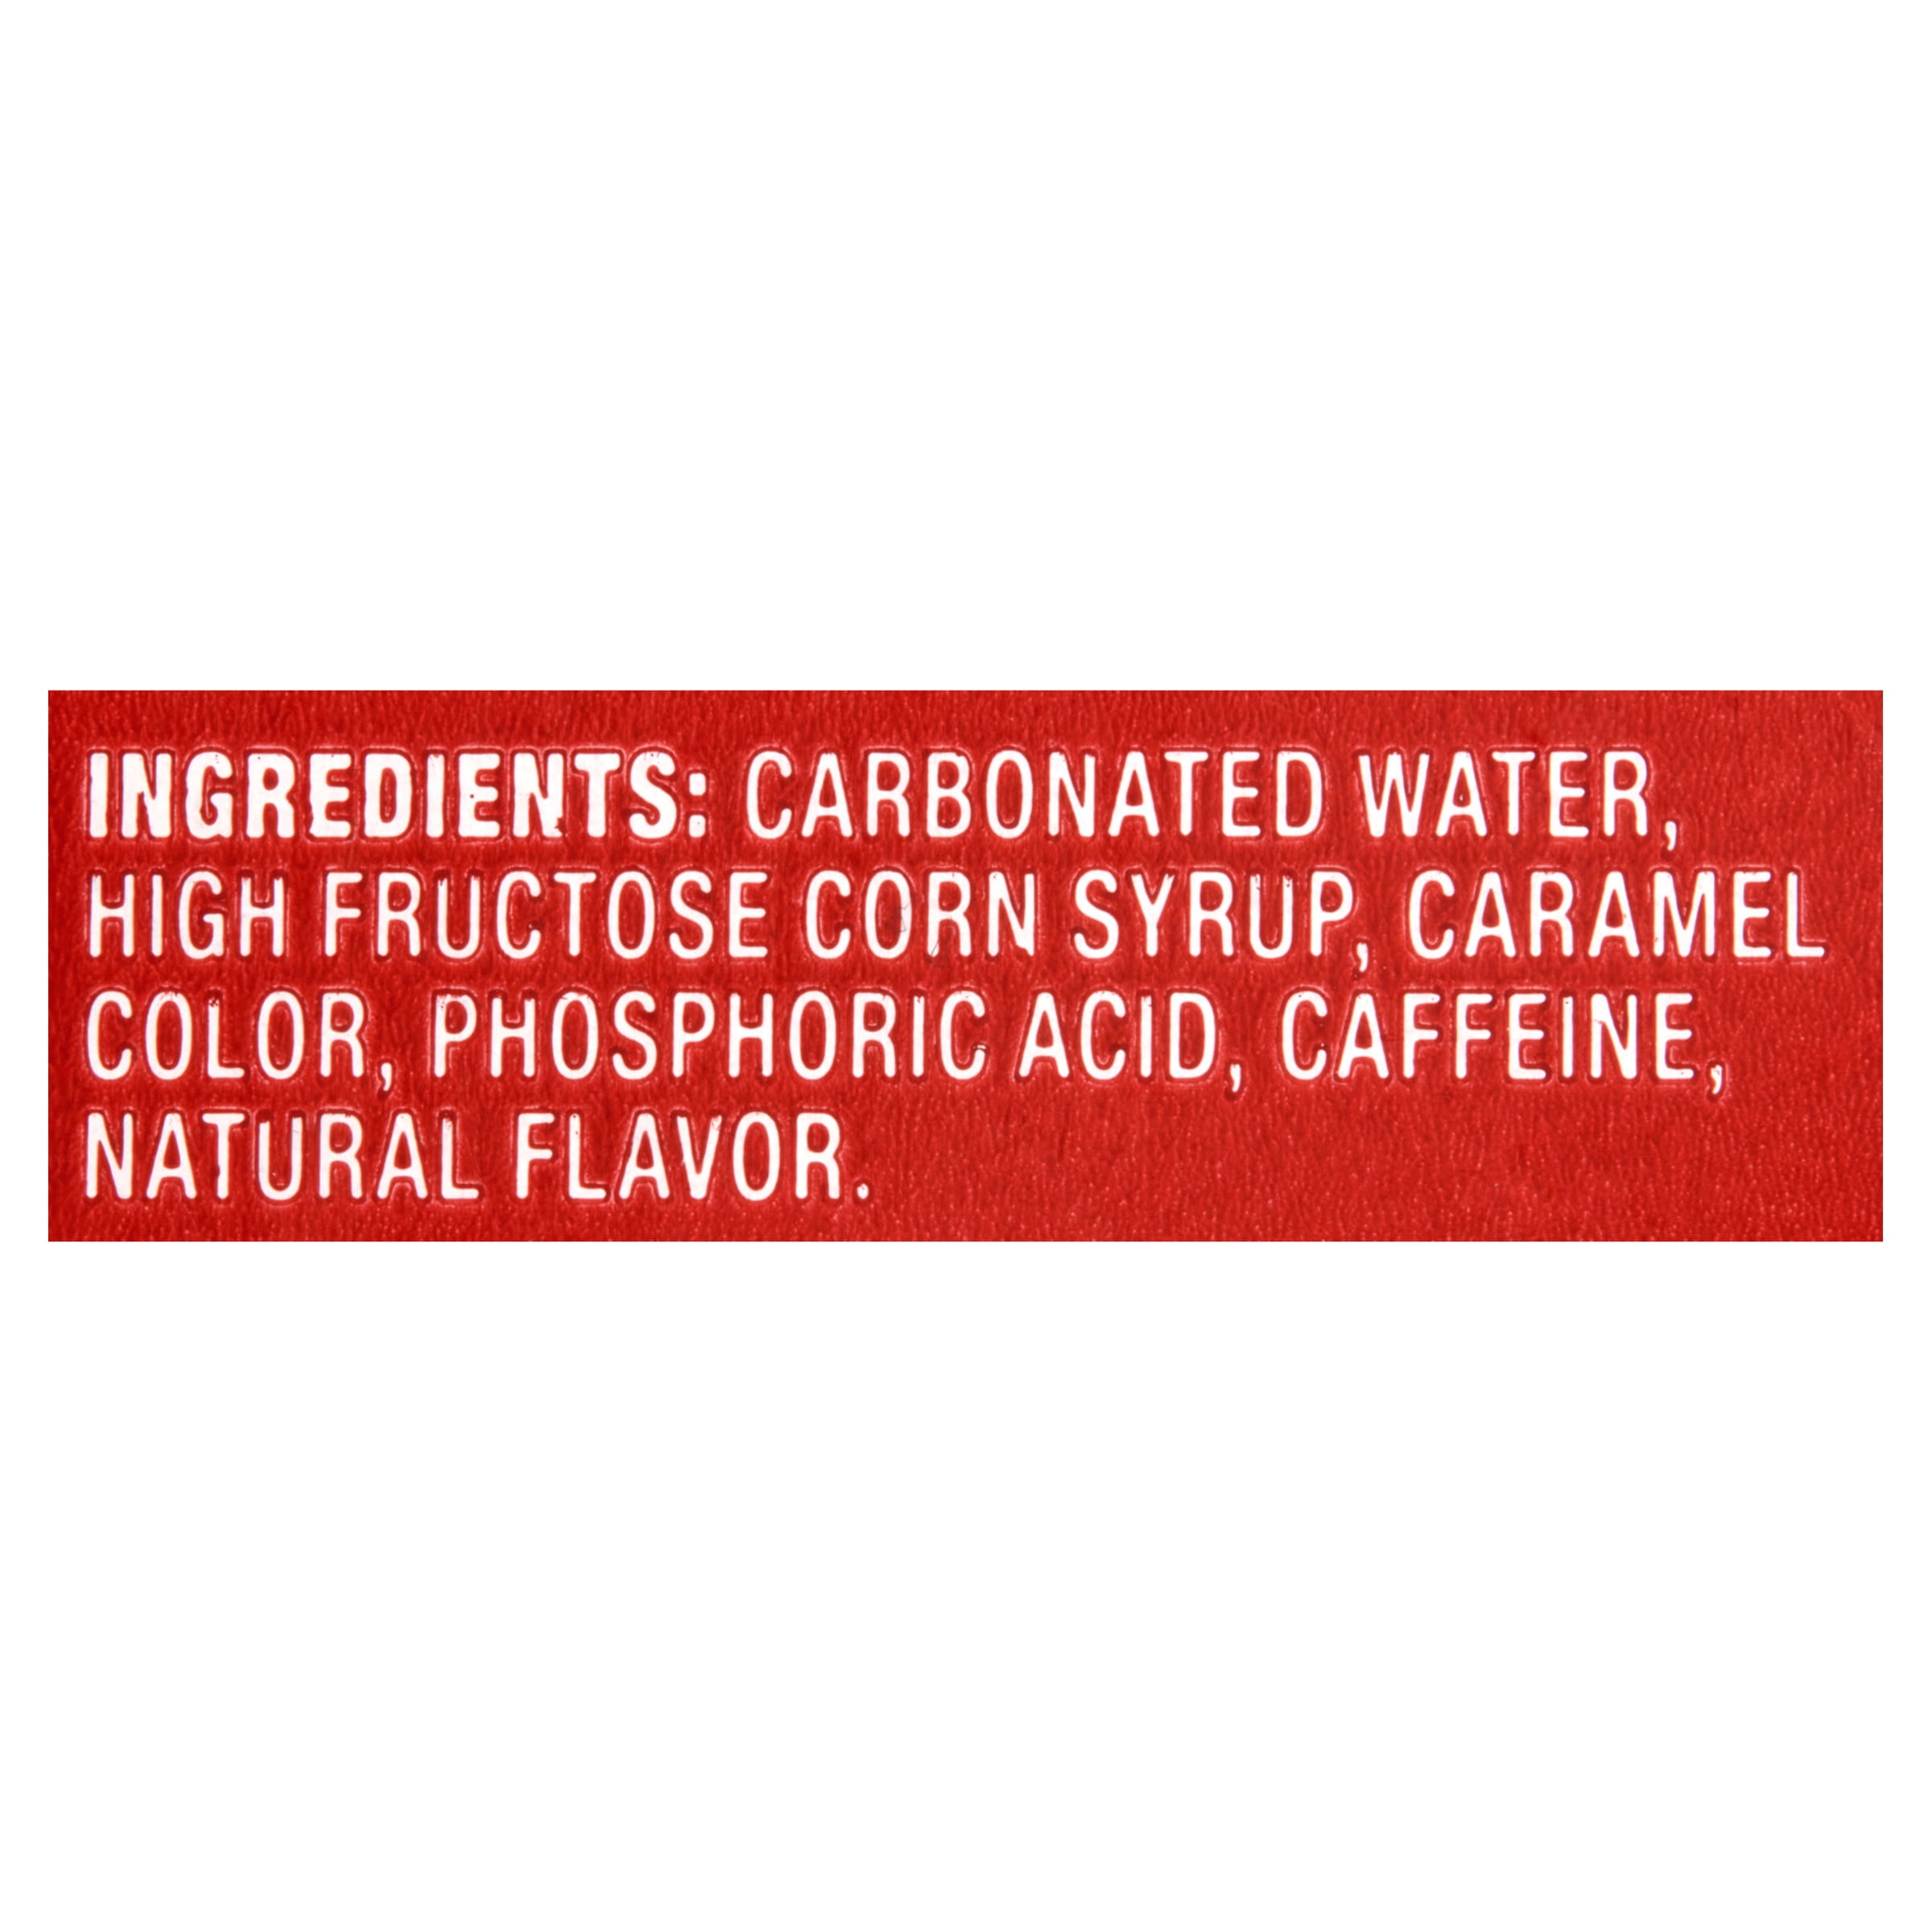 INGREDIENTS: CARBONATED WATER,
HIGH FRUCTOSE CORN SYRUP, CARAMEL
COLOR, PHOSPHORIC ACID, CAFFEINE,
NATURAL FLAVOR.